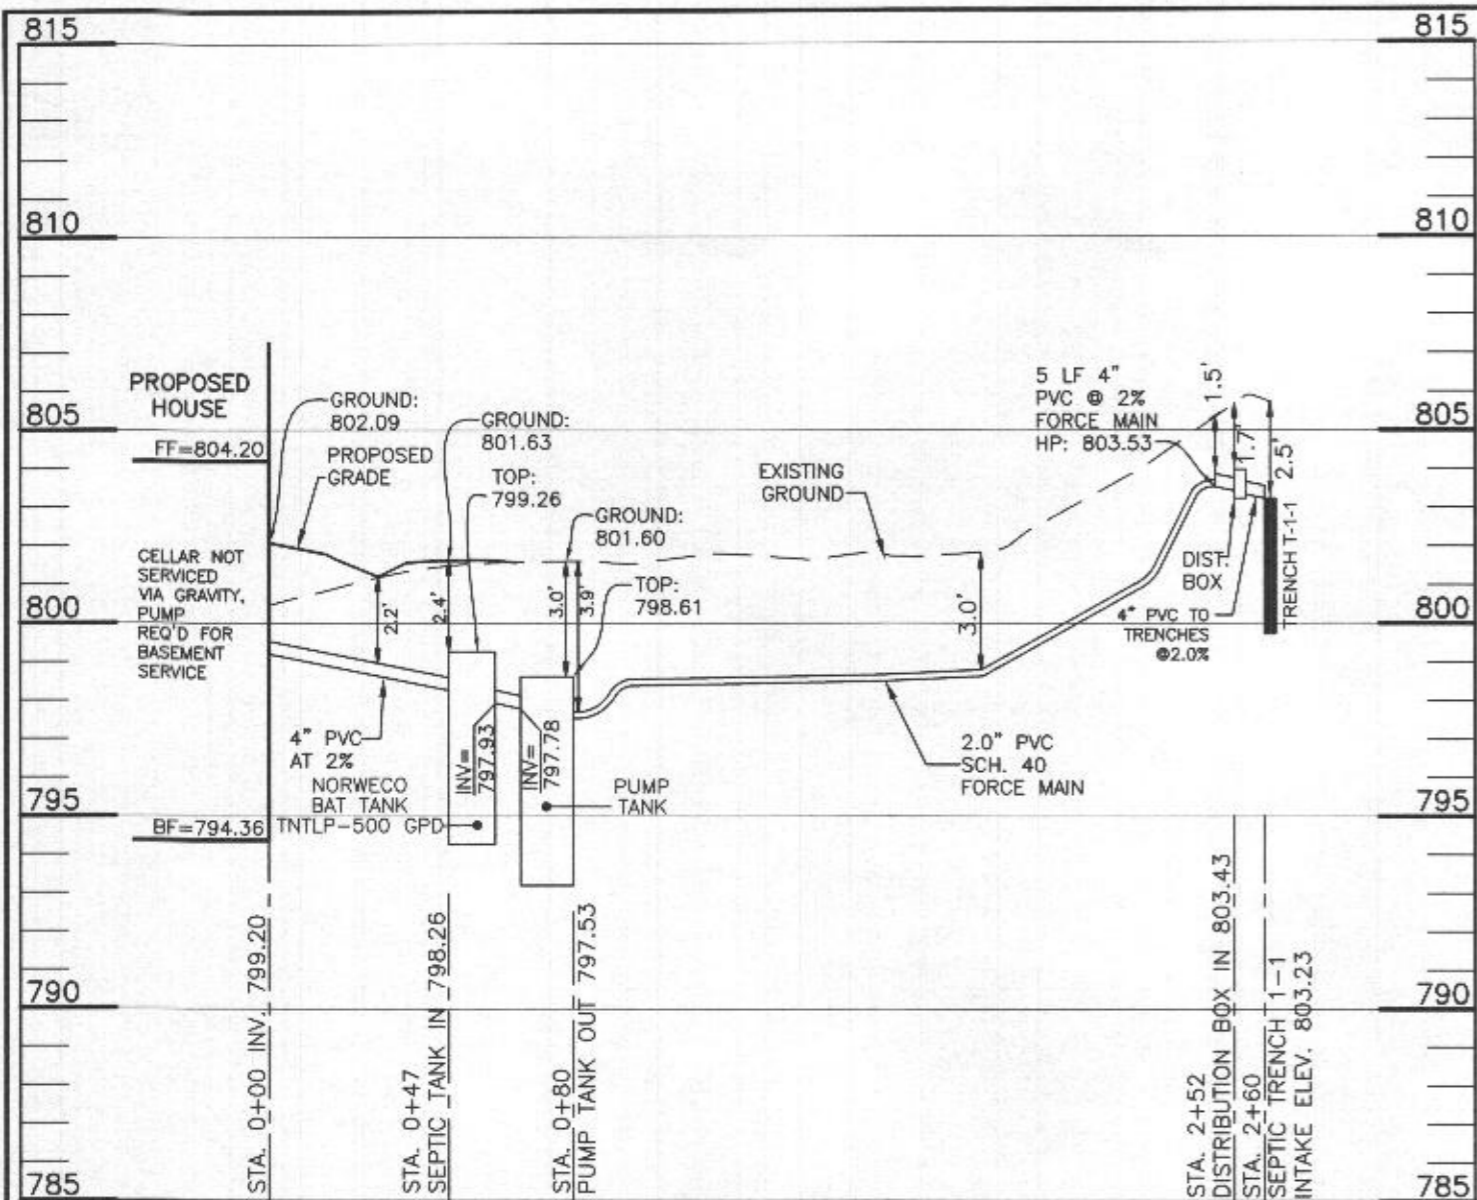 815
815
810
810
PROPOSED
HOUSE
GROUND:
802.09
GROUND:
801.63
5 LF 4"
PVC @ 2%
FORCE MAIN
HP: 803.53
1.5'
1.7'
2.5'
805
805
FF=804.20
PROPOSED
GRADE
TOP:
799.26
EXISTING
GROUND
GROUND:
801.60
CELLAR NOT
SERVICED
VIA GRAVITY,
PUMP
REQ'D FOR
BASEMENT
SERVICE
2.2'
2.4'
3.0'
3.9'
TOP:
798.61
3.0'
DIST.
BOX
TRENCH T-1-1
800
800
4" PVC TO
TRENCHES
@2.0%
4" PVC
AT 2%
INV=
797.93
INV=
797.78
2.0" PVC
SCH. 40
FORCE MAIN
NORWECO
BAT TANK
TNTLP-500 GPD
PUMP
TANK
795
795
BF=794.36
790
790
STA. 0+00 INV. 799.20
STA. 0+47
SEPTIC TANK IN 798.26
STA. 0+80
PUMP TANK OUT 797.53
STA. 2+52
DISTRIBUTION BOX IN 803.43
STA. 2+60
SEPTIC TRENCH 1-1
INTAKE ELEV. 803.23
785
785